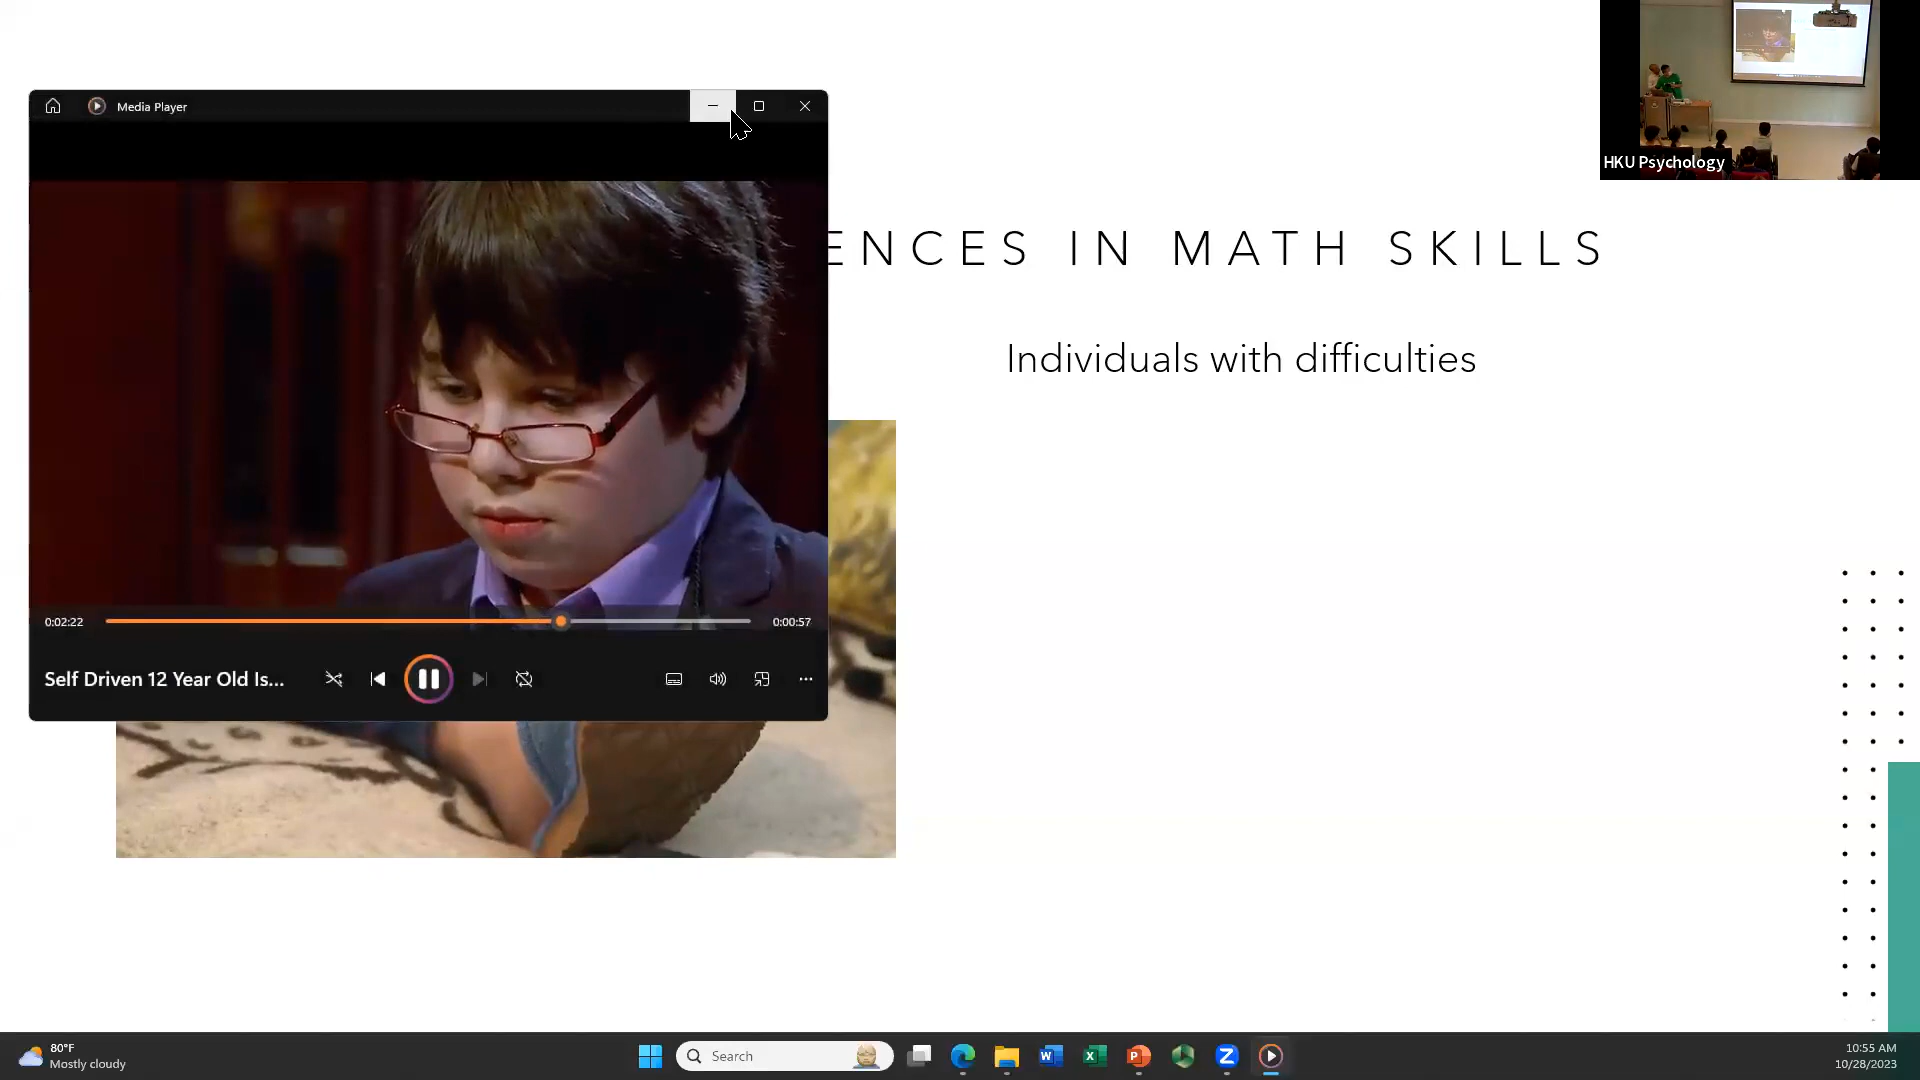 Media Player
HKU Psychology
ENCES IN MATH SKILLS
Individuals with difficulties
0:02:22
0:00:57
Self Driven 12 Year Old Is...
80°F
Mostly cloudy
Search
10:55 AM
10/28/2023